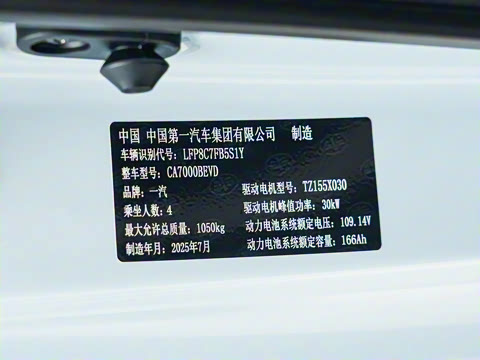 中国 中国第一汽车集团有限公司 制造
车辆识别代号: LFP8C7FB5S1Y
整车型号: CA7000BEVD
品牌: 一汽 驱动电机型号: TZ155X030
乘坐人数: 4 驱动电机峰值功率: 30kW
最大允许总质量: 1050kg 动力电池系统额定电压: 109.14V
制造年月: 2025年7月 动力电池系统额定容量: 166Ah